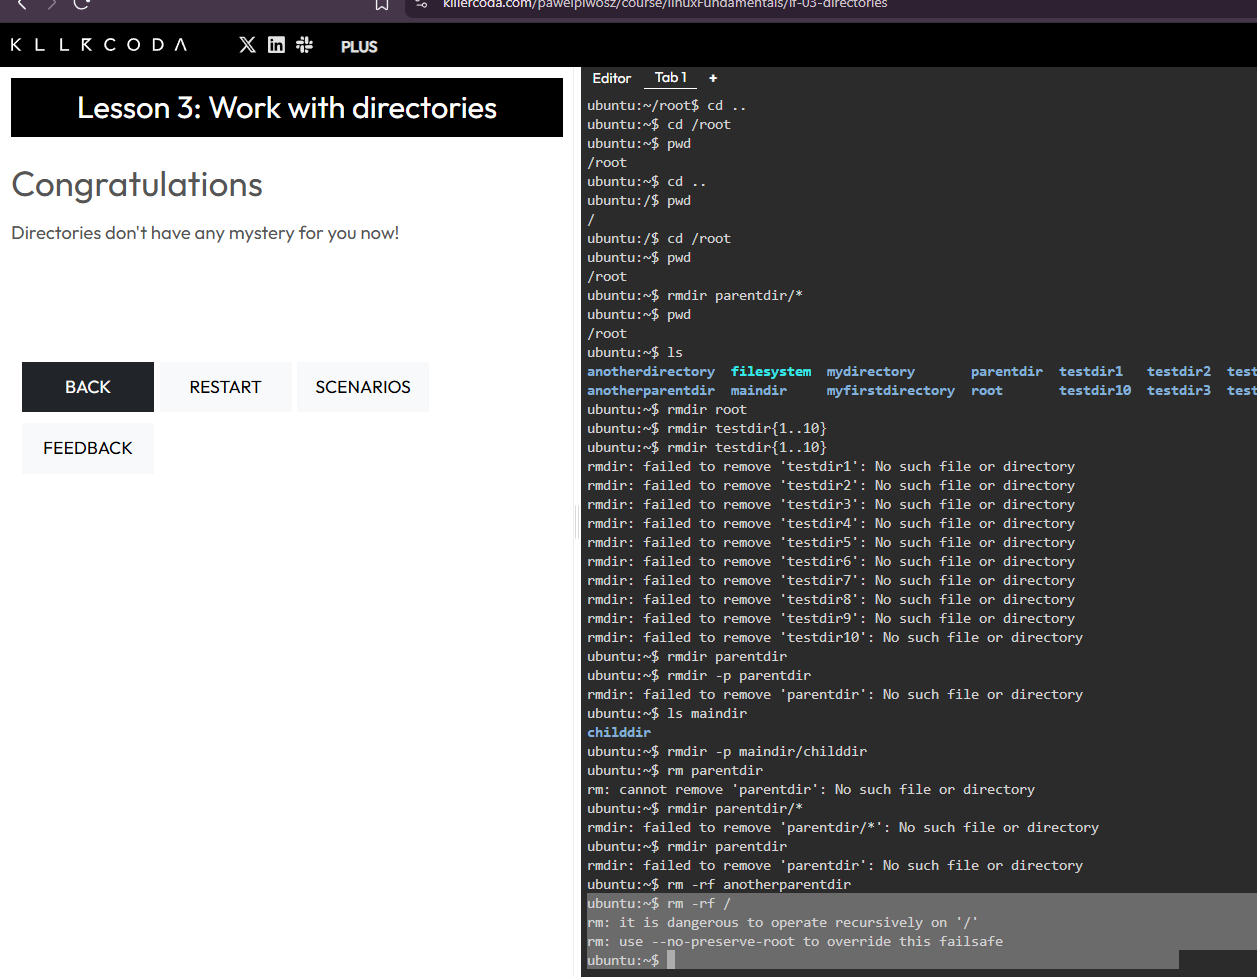 killercoda.com/pawelpiwosz/course/linuxFundamentals/lf-03-directories
KLLRCODA
PLUS
Lesson 3: Work with directories
Congratulations
Directories don't have any mystery for you now!
BACK
RESTART
SCENARIOS
FEEDBACK
Editor Tab 1 +
ubuntu:~/root$ cd ..
ubuntu:~$ cd /root
ubuntu:~$ pwd
/root
ubuntu:~$ cd ..
ubuntu:/$ pwd
/
ubuntu:/$ cd /root
ubuntu:~$ pwd
/root
ubuntu:~$ rmdir parentdir/*
ubuntu:~$ pwd
/root
ubuntu:~$ ls
anotherdirectory filesystem mydirectory parentdir testdir1 testdir2 test
anotherparentdir maindir myfirstdirectory root testdir10 testdir3 test
ubuntu:~$ rmdir root
ubuntu:~$ rmdir testdir{1..10}
ubuntu:~$ rmdir testdir{1..10}
rmdir: failed to remove 'testdir1': No such file or directory
rmdir: failed to remove 'testdir2': No such file or directory
rmdir: failed to remove 'testdir3': No such file or directory
rmdir: failed to remove 'testdir4': No such file or directory
rmdir: failed to remove 'testdir5': No such file or directory
rmdir: failed to remove 'testdir6': No such file or directory
rmdir: failed to remove 'testdir7': No such file or directory
rmdir: failed to remove 'testdir8': No such file or directory
rmdir: failed to remove 'testdir9': No such file or directory
rmdir: failed to remove 'testdir10': No such file or directory
ubuntu:~$ rmdir parentdir
ubuntu:~$ rmdir -p parentdir
rmdir: failed to remove 'parentdir': No such file or directory
ubuntu:~$ ls maindir
childdir
ubuntu:~$ rmdir -p maindir/childdir
ubuntu:~$ rm parentdir
rm: cannot remove 'parentdir': No such file or directory
ubuntu:~$ rmdir parentdir/*
rmdir: failed to remove 'parentdir/*': No such file or directory
ubuntu:~$ rmdir parentdir
rmdir: failed to remove 'parentdir': No such file or directory
ubuntu:~$ rm -rf anotherparentdir
ubuntu:~$ rm -rf /
rm: it is dangerous to operate recursively on '/'
rm: use --no-preserve-root to override this failsafe
ubuntu:~$